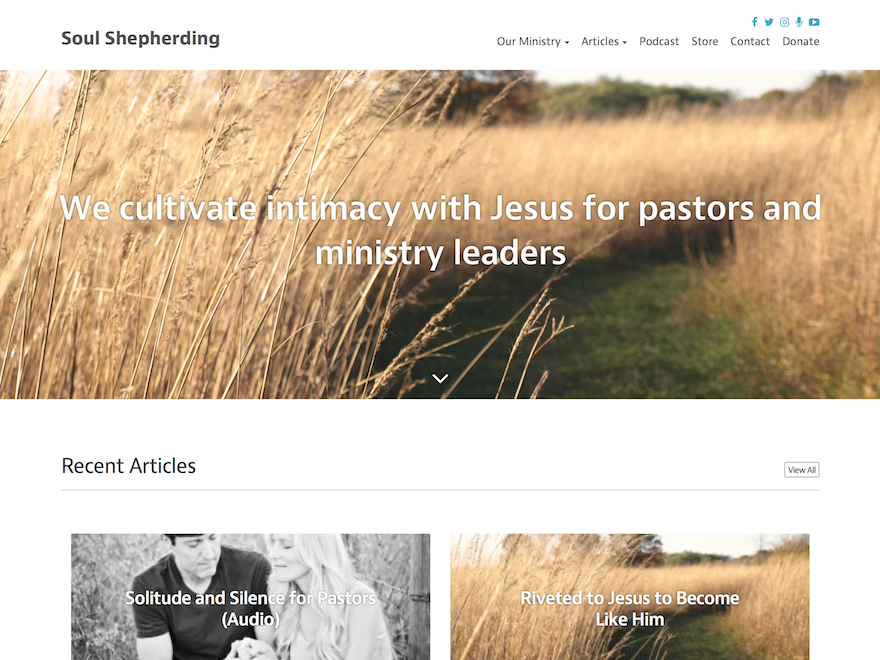 Soul Shepherding
Our Ministry Articles Podcast Store Contact Donate
We cultivate intimacy with Jesus for pastors and
ministry leaders
Recent Articles
View All
Solitude and Silence for Pastors
(Audio)
Riveted to Jesus to Become
Like Him